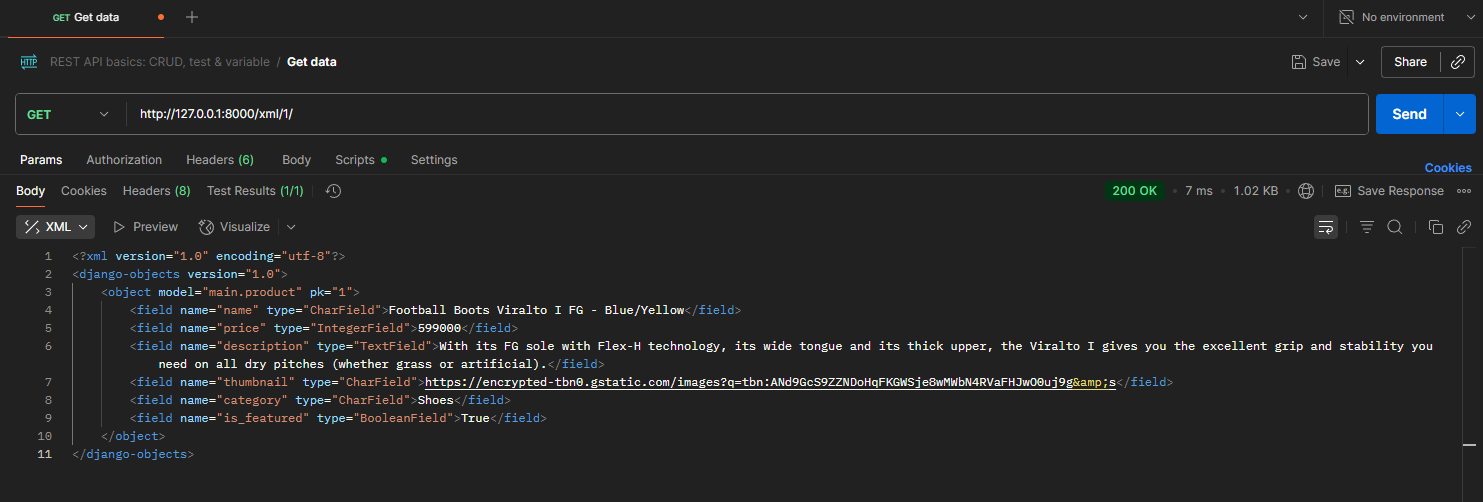 GET Get data
No environment
HTTP REST API basics: CRUD, test & variable / Get data
Save Share
GET http://127.0.0.1:8000/xml/1/ Send
Params Authorization Headers (6) Body Scripts Settings
Cookies
Body Cookies Headers (8) Test Results (1/1) 200 OK • 7 ms • 1.02 KB e.g. Save Response
XML Preview Visualize
1 <?xml version="1.0" encoding="utf-8"?>
2 <django-objects version="1.0">
3 <object model="main.product" pk="1">
4 <field name="name" type="CharField">Football Boots Viralto I FG - Blue/Yellow</field>
5 <field name="price" type="IntegerField">599000</field>
6 <field name="description" type="TextField">With its FG sole with Flex-H technology, its wide tongue and its thick upper, the Viralto I gives you the excellent grip and stability you
need on all dry pitches (whether grass or artificial).</field>
7 <field name="thumbnail" type="CharField">https://encrypted-tbn0.gstatic.com/images?q=tbn:ANd9GcS9ZZNDoHqFKGWSje8wMWbN4RVaFHJwO0uj9g&amp;s</field>
8 <field name="category" type="CharField">Shoes</field>
9 <field name="is_featured" type="BooleanField">True</field>
10 </object>
11 </django-objects>